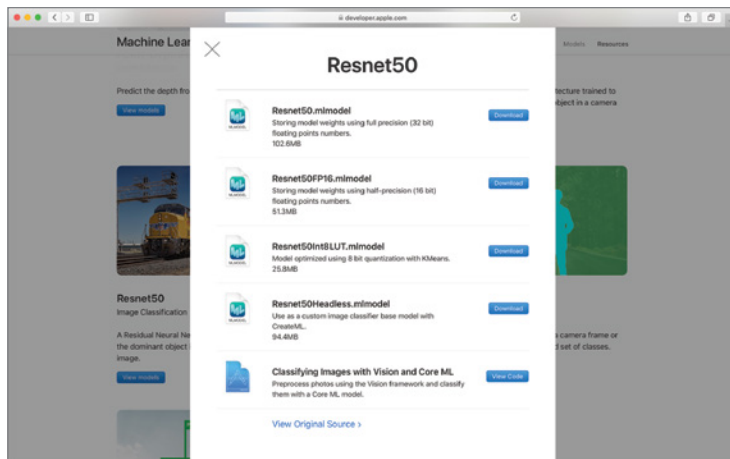 developer.apple.com
Machine Lear
Models
Resources
Predict the depth fro
View models
tecture trained to
object in a camera
Resnet50
Image Classification
A Residual Neural Ne
the dominant object
image.
View models
a camera frame or
d set of classes.
Resnet50
Resnet50.mlmodel
Storing model weights using full precision (32 bit)
floating points numbers.
102.6MB
Download
Resnet50FP16.mlmodel
Storing model weights using half-precision (16 bit)
floating points numbers.
51.3MB
Download
Resnet50Int8LUT.mlmodel
Model optimized using 8 bit quantization with KMeans.
25.8MB
Download
Resnet50Headless.mlmodel
Use as a custom image classifier base model with
CreateML.
94.4MB
Download
Classifying Images with Vision and Core ML
Preprocess photos using the Vision framework and classify
them with a Core ML model.
View Code
View Original Source >